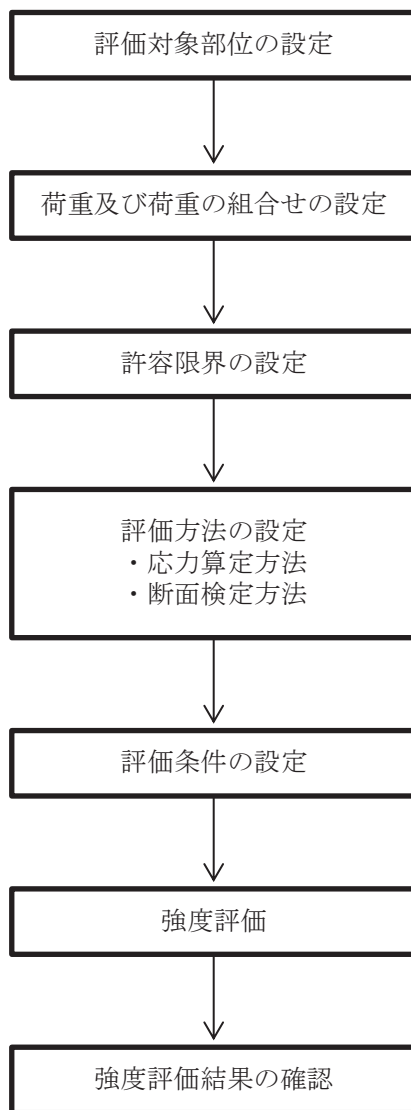 評価対象部位の設定
荷重及び荷重の組合せの設定
許容限界の設定
評価方法の設定
・応力算定方法
・断面検定方法
評価条件の設定
強度評価
強度評価結果の確認